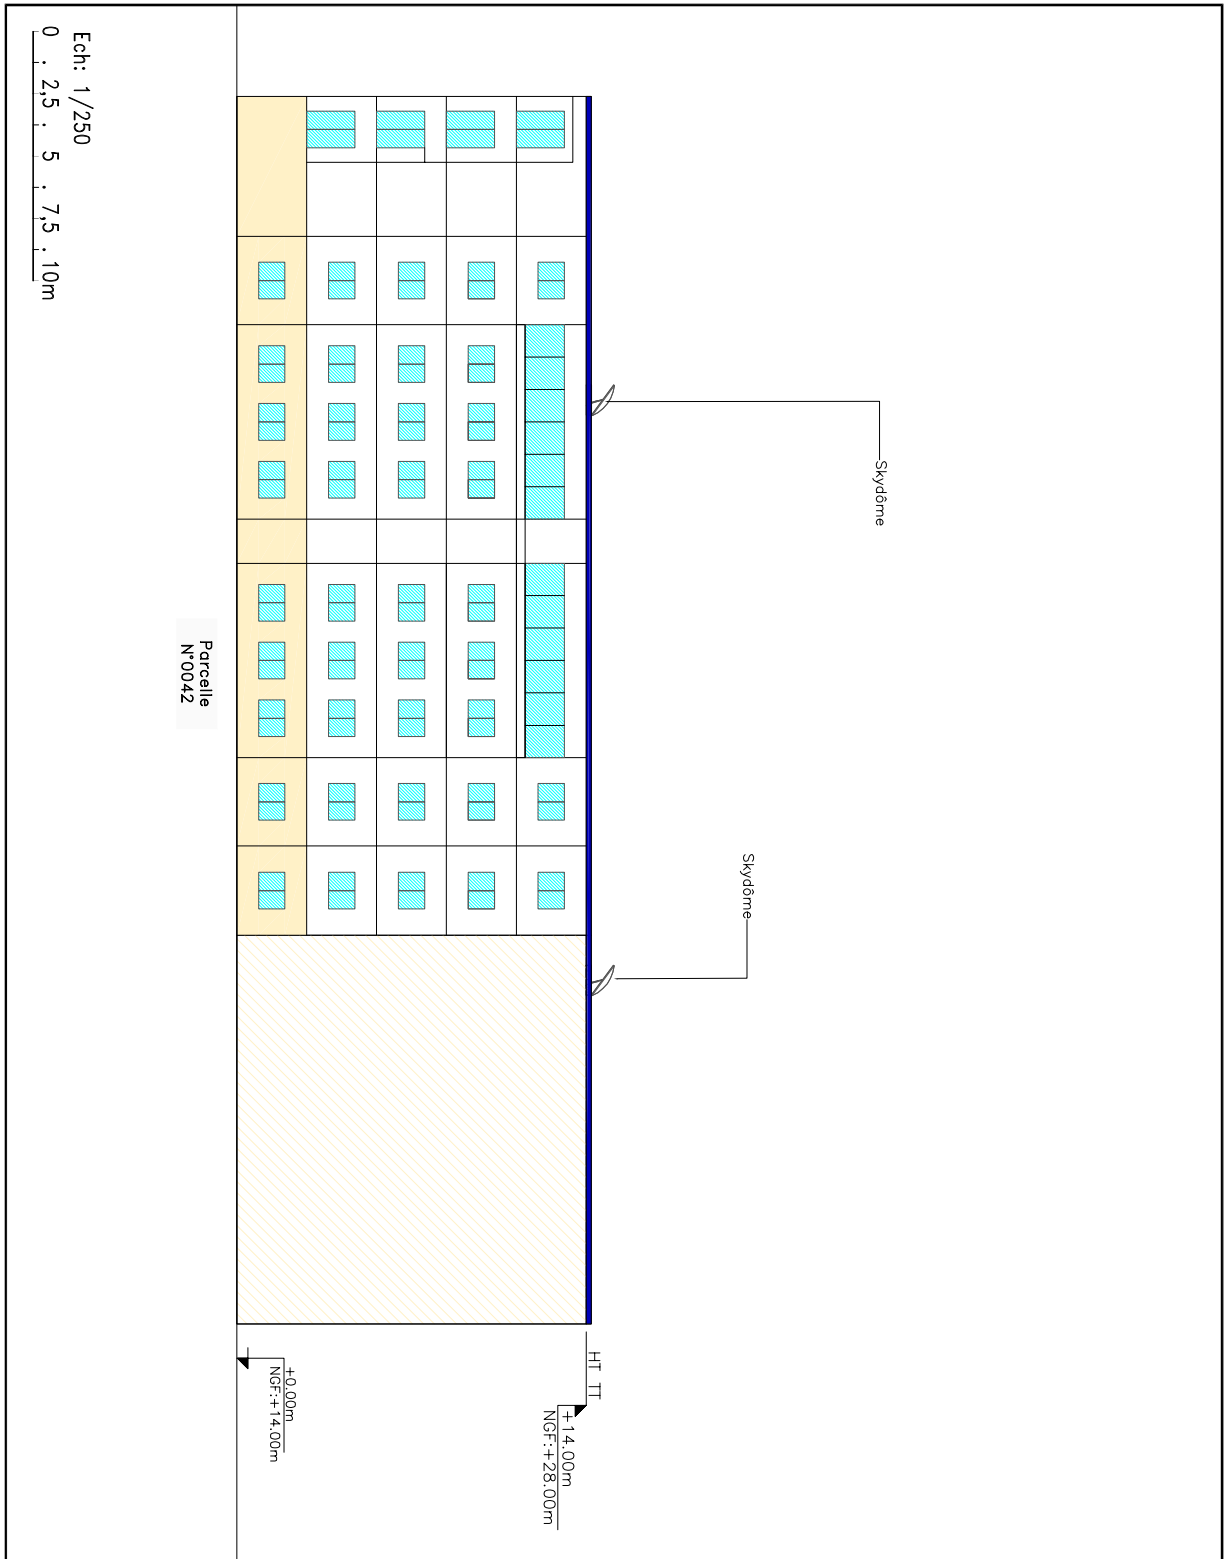 Skydôme
Skydôme
HT TT
+14.00m
NGF:+28.00m
+0.00m
NGF:+14.00m
Parcelle
N°0042
Ech: 1/250
0 . 2,5 . 5 . 7,5 . 10m